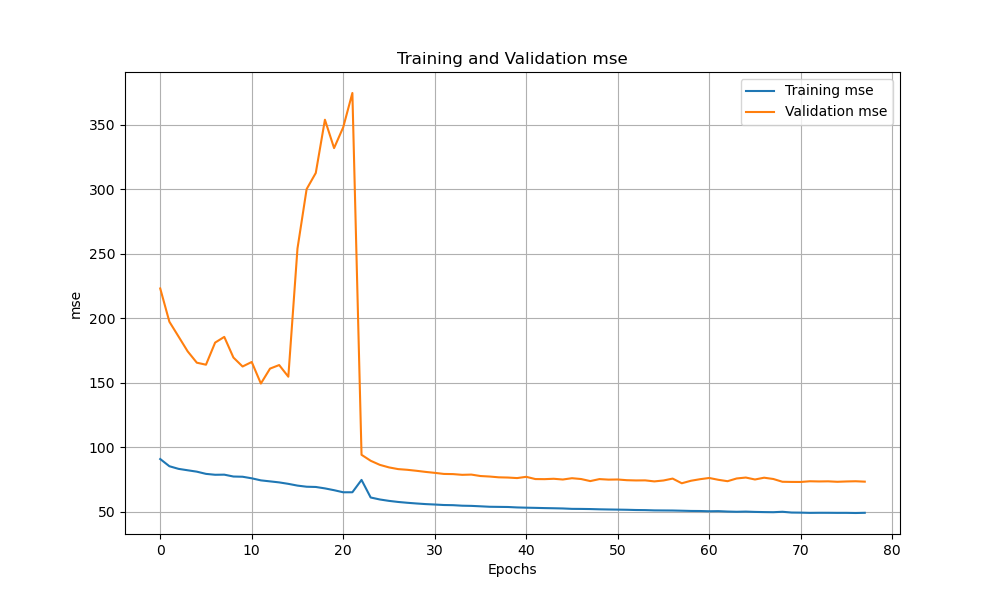 Training and Validation mse
Training mse
Validation mse
350
300
250
200
150
100
50
mse
0 10 20 30 40 50 60 70 80
Epochs